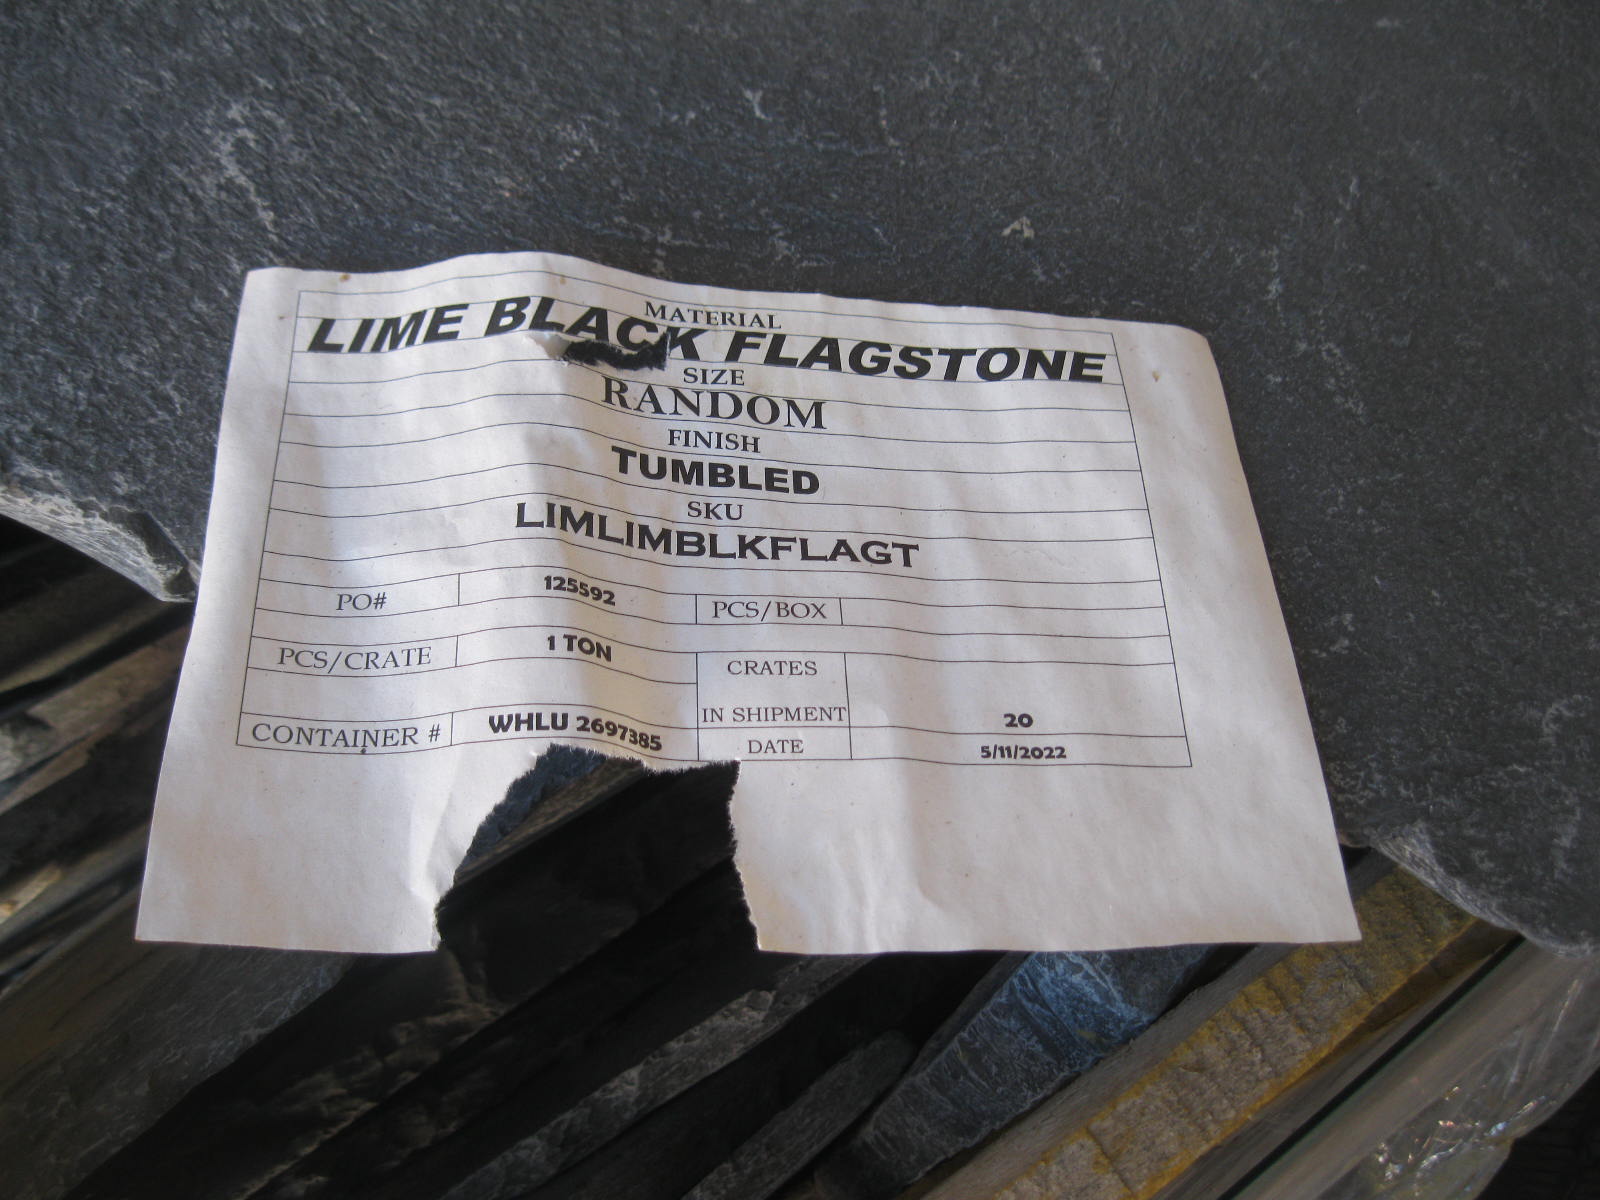 MATERIAL
LIME BLACK FLAGSTONE
SIZE
RANDOM
FINISH
TUMBLED
SKU
LIMLIMBLKFLAGT
PO# 125592 PCS/BOX
PCS/CRATE 1 TON CRATES
IN SHIPMENT 20
CONTAINER # WHLU 2697385 DATE 5/11/2022